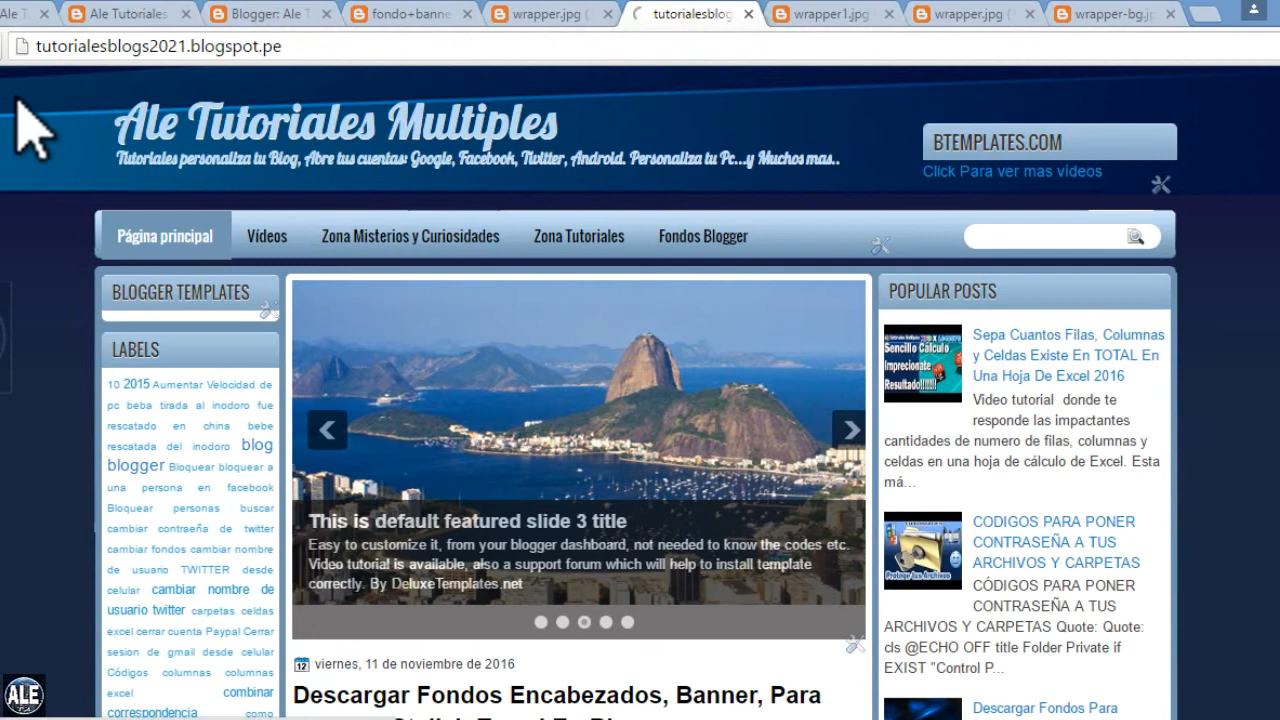 Ale T
Ale Tutoriales
Blogger: Ale T
fondo+banne
wrapper.jpg (
tutorialesblog
wrapper1.jpg
wrapper.jpg (
wrapper-bg.jp
tutorialesblogs2021.blogspot.pe
Ale Tutoriales Multiples
Tutoriales personaliza tu Blog, Abre tus cuentas: Google, Facebook, Twitter, Android. Personaliza tu Pc...y Muchos mas..
BTEMPLATES.COM
Click Para ver mas vídeos
Página principal
Vídeos
Zona Misterios y Curiosidades
Zona Tutoriales
Fondos Blogger
BLOGGER TEMPLATES
LABELS
10 2015 Aumentar Velocidad de
pc beba tirada al inodoro fue
rescatado en china bebe
rescatada del inodoro blog
blogger Bloquear bloquear a
una persona en facebook
Bloquear personas buscar
cambiar contraeña de twitter
cambiar fondos cambiar nombre
de usuario TWITTER desde
celular cambiar nombre de
usuario twitter carpetas celdas
excel cerrar cuenta Paypal Cerrar
sesion de gmail desde celular
Códigos columnas columnas
excel combinar
correspondencia como
This is default featured slide 3 title
Easy to customize it, from your blogger dashboard, not needed to know the codes etc.
Video tutorial is available, also a support forum which will help to install template
correctly. By DeluxeTemplates.net
12 viernes, 11 de noviembre de 2016
Descargar Fondos Encabezados, Banner, Para
POPULAR POSTS
Sencillo Cálculo
Imprecionate
Resultado!!!!!!!
Sepa Cuantos Filas, Columnas
y Celdas Existe En TOTAL En
Una Hoja De Excel 2016
Video tutorial donde te
responde las impactantes
cantidades de numero de filas, columnas y
celdas en una hoja de cálculo de Excel. Esta
má...
Proteje tus Archivos
CODIGOS PARA PONER
CONTRASEÑA A TUS
ARCHIVOS Y CARPETAS
CÓDIGOS PARA PONER
CONTRASEÑA A TUS
ARCHIVOS Y CARPETAS Quote: Quote:
cls @ECHO OFF title Folder Private if
EXIST "Control P...
Descargar Fondos Para
ALE